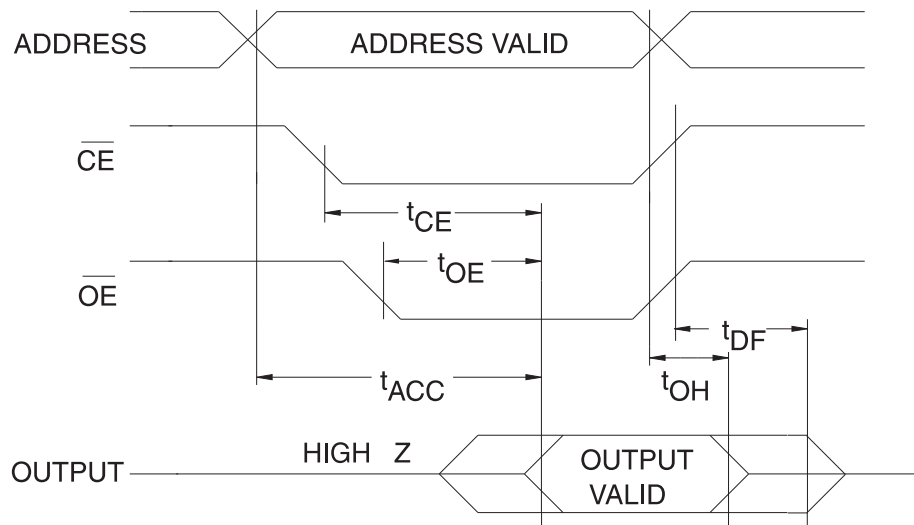 ADDRESS
ADDRESS VALID
CE
tCE
OE
tOE
tDF
tACC
tOH
OUTPUT
HIGH Z
OUTPUT
VALID